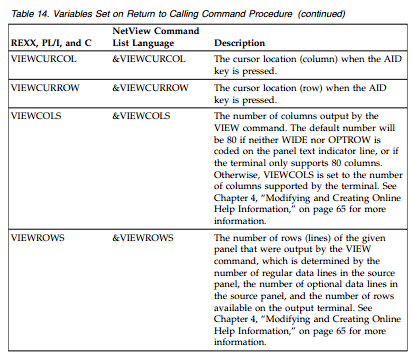 Table 14. Variables Set on Return to Calling Command Procedure (continued)
NetView Command
REXX, PL/I, and C List Language Description
VIEWCURCOL &VIEWCURCOL The cursor location (column) when the AID
key is pressed.
VIEWCURROW &VIEWCURROW The cursor location (row) when the AID
key is pressed.
VIEWCOLS &VIEWCOLS The number of columns output by the
VIEW command. The default number will
be 80 if neither WIDE nor OPTROW is
coded on the panel text indicator line, or if
the terminal only supports 80 columns.
Otherwise, VIEWCOLS is set to the number
of columns supported by the terminal. See
Chapter 4, “Modifying and Creating Online
Help Information,” on page 65 for more
information.
VIEWROWS &VIEWROWS The number of rows (lines) of the given
panel that were output by the VIEW
command, which is determined by the
number of regular data lines in the source
panel, the number of optional data lines in
the source panel, and the number of rows
available on the output terminal. See
Chapter 4, “Modifying and Creating Online
Help Information,” on page 65 for more
information.